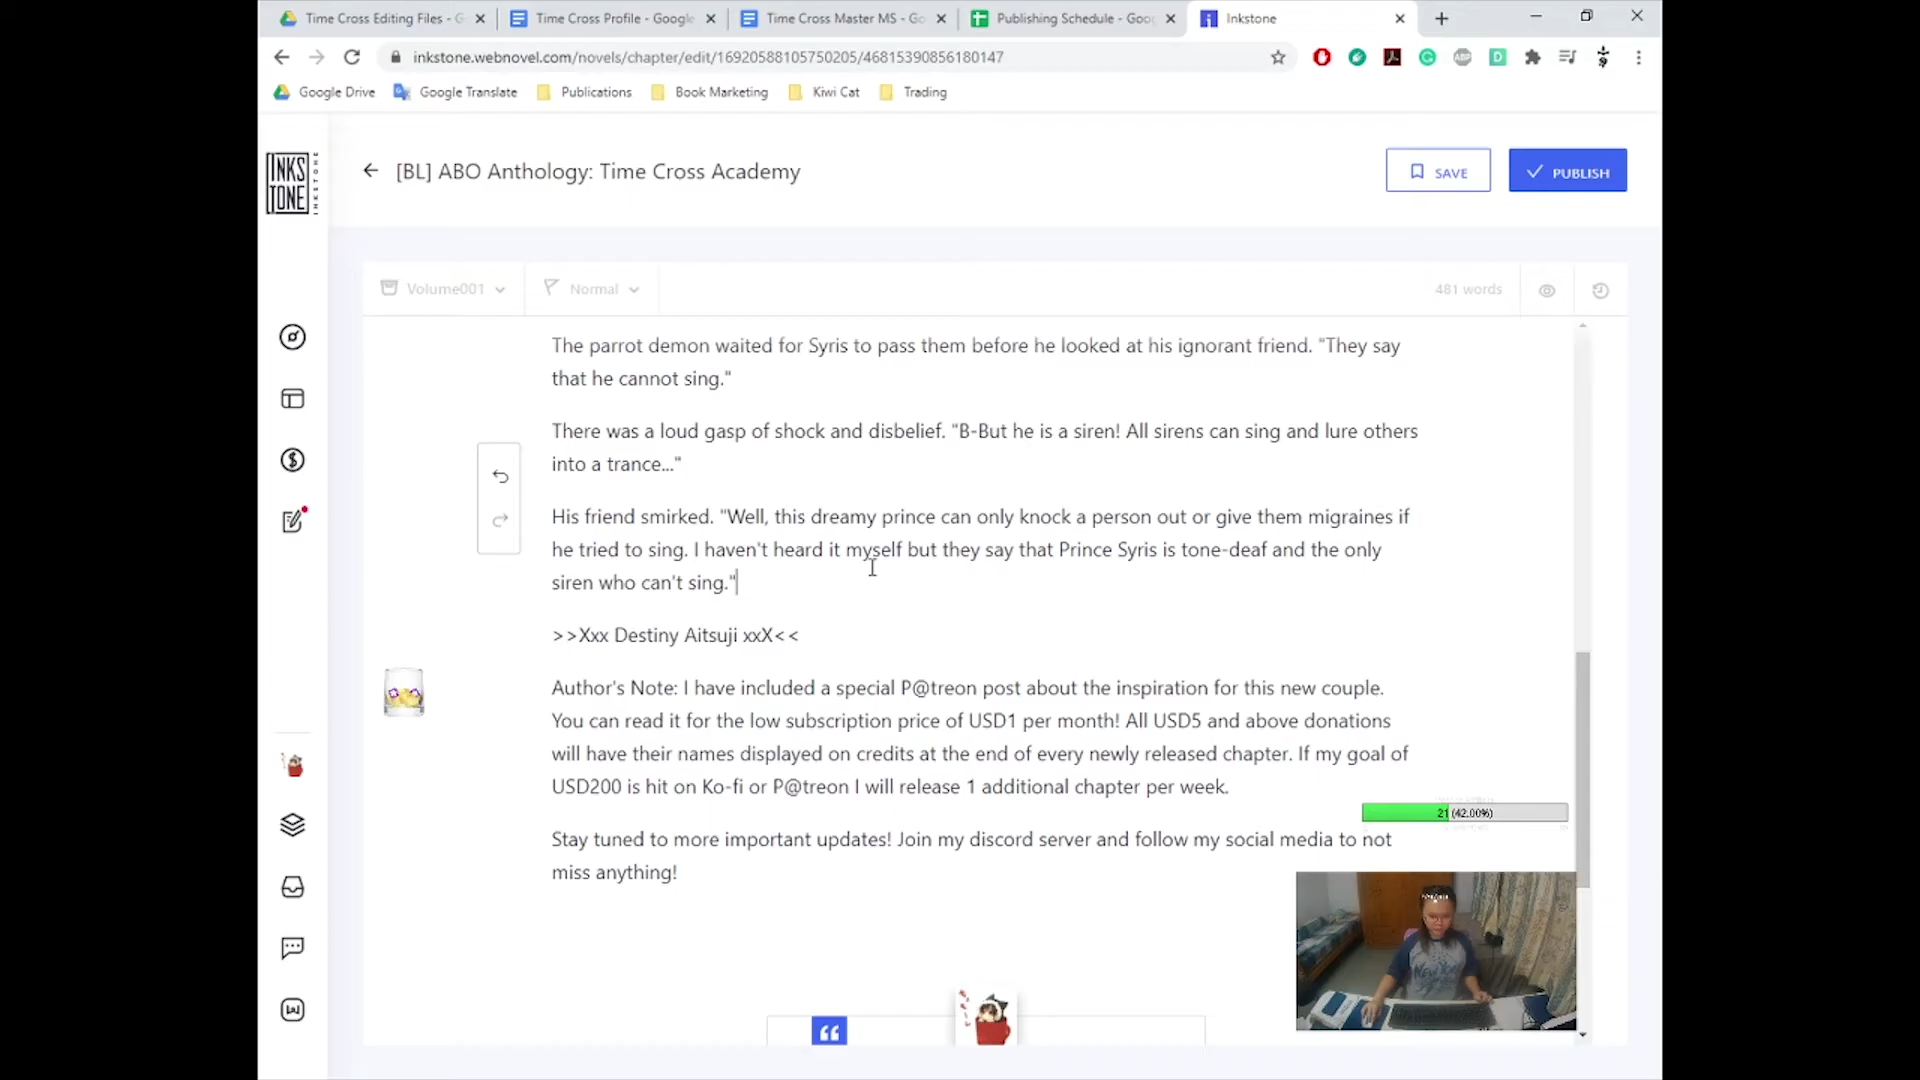 Time Cross Editing Files - G
Time Cross Profile - Google
Time Cross Master MS - Go
Publishing Schedule - Goo
Inkstone
inkstone.webnovel.com/novels/chapter/edit/16920588105750205/46815390856180147
Google Drive
Google Translate
Publications
Book Marketing
Kiwi Cat
Trading
INKS
TONE
INKSTONE
[BL] ABO Anthology: Time Cross Academy
SAVE
PUBLISH
Volume001
Normal
481 words
The parrot demon waited for Syris to pass them before he looked at his ignorant friend. "They say
that he cannot sing."
There was a loud gasp of shock and disbelief. "B-But he is a siren! All sirens can sing and lure others
into a trance..."
His friend smirked. "Well, this dreamy prince can only knock a person out or give them migraines if
he tried to sing. I haven't heard it myself but they say that Prince Syris is tone-deaf and the only
siren who can't sing."
>>Xxx Destiny Aitsuji xxX<<
Author's Note: I have included a special P@treon post about the inspiration for this new couple.
You can read it for the low subscription price of USD1 per month! All USD5 and above donations
will have their names displayed on credits at the end of every newly released chapter. If my goal of
USD200 is hit on Ko-fi or P@treon I will release 1 additional chapter per week.
21 (42.00%)
Stay tuned to more important updates! Join my discord server and follow my social media to not
miss anything!
NEW YORK